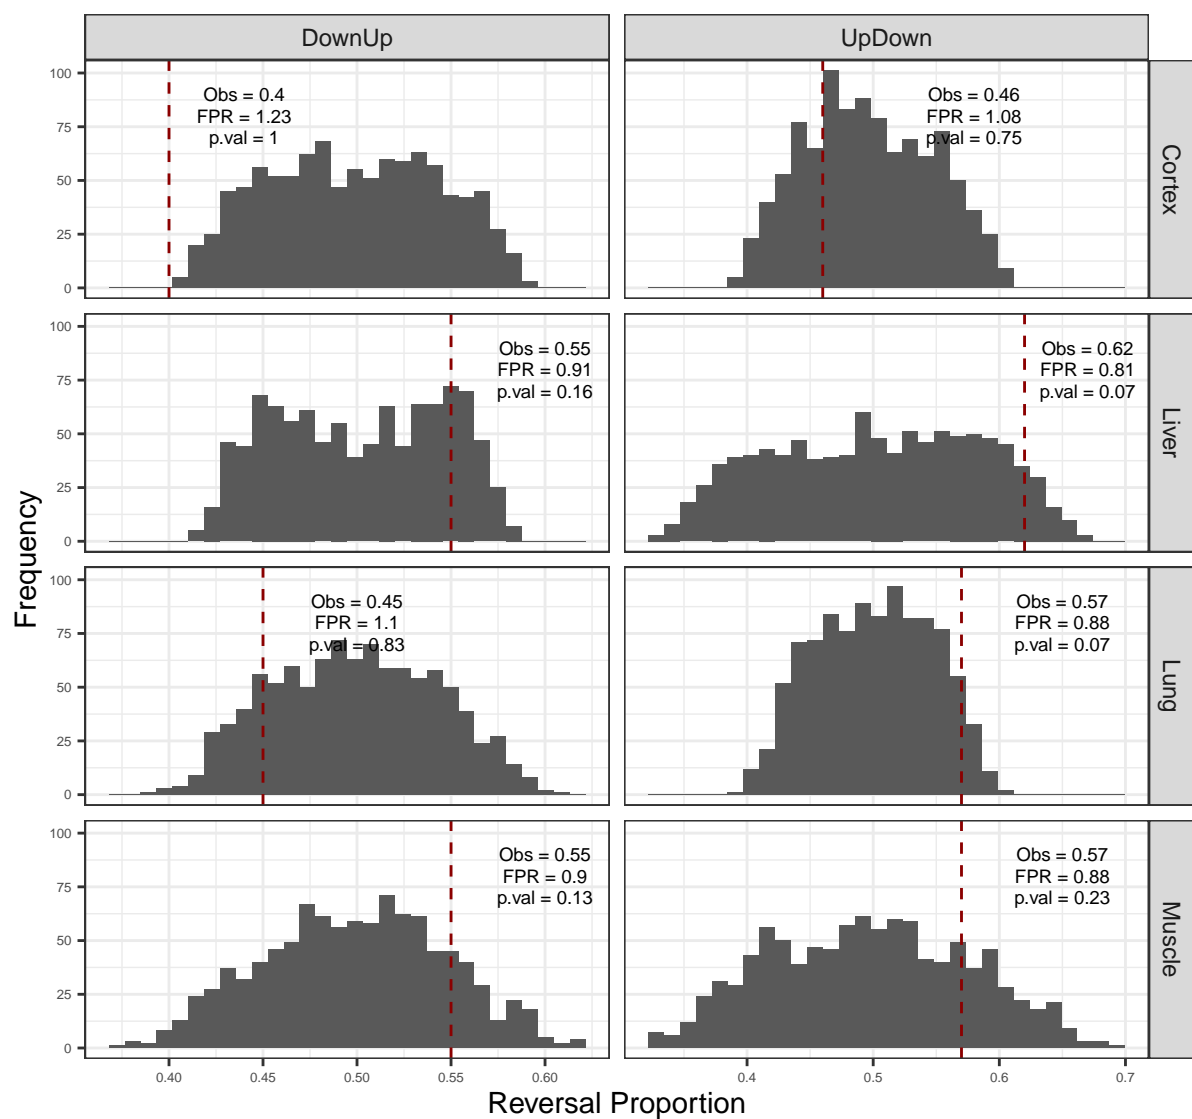 DownUp
UpDown
100
75
50
25
0
Obs = 0.4
FPR = 1.23
p.val = 1
Obs = 0.46
FPR = 1.08
p.val = 0.75
Cortex
100
75
50
25
0
Obs = 0.55
FPR = 0.91
p.val = 0.16
Obs = 0.62
FPR = 0.81
p.val = 0.07
Liver
Frequency
100
75
50
25
0
Obs = 0.45
FPR = 1.1
p.val = 0.83
Obs = 0.57
FPR = 0.88
p.val = 0.07
Lung
100
75
50
25
0
Obs = 0.55
FPR = 0.9
p.val = 0.13
Obs = 0.57
FPR = 0.88
p.val = 0.23
Muscle
0.40 0.45 0.50 0.55 0.60
0.4 0.5 0.6 0.7
Reversal Proportion